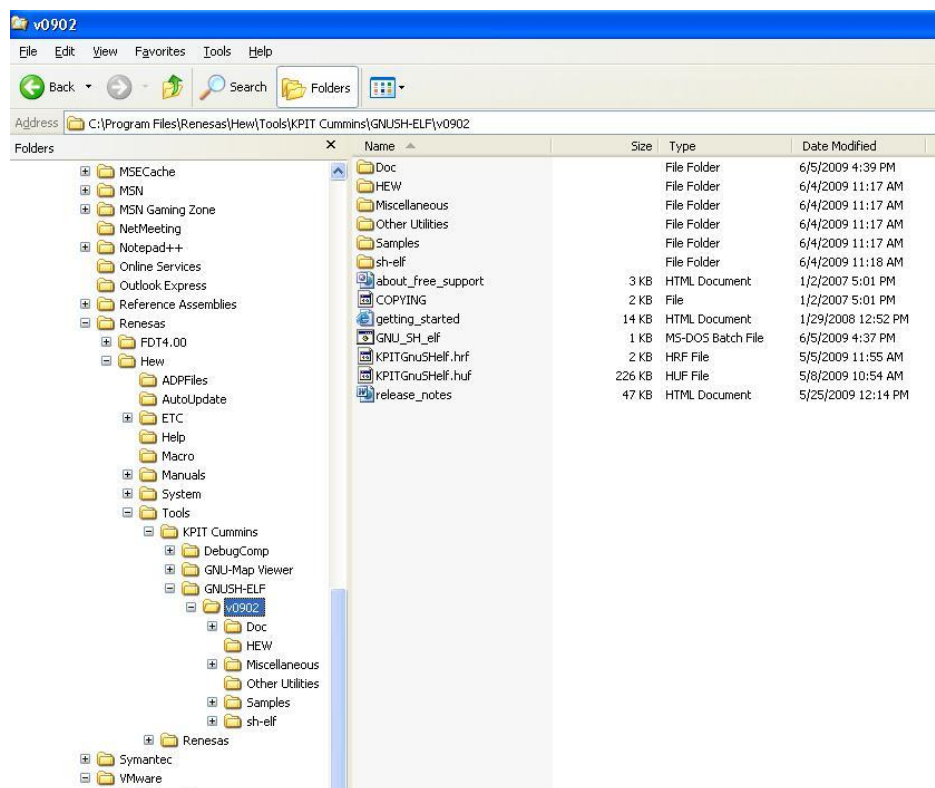 v0902
File Edit View Favorites Tools Help
Back Search Folders
Address C:\Program Files\Renesas\Hew\Tools\KPIT Cummins\GNUSH-ELF\v0902
Folders
MSECache
MSN
MSN Gaming Zone
NetMeeting
Notepad++
Online Services
Outlook Express
Reference Assemblies
Renesas
FDT4.00
Hew
ADPFiles
AutoUpdate
ETC
Help
Macro
Manuals
System
Tools
KPIT Cummins
DebugComp
GNU-Map Viewer
GNUSH-ELF
v0902
Doc
HEW
Miscellaneous
Other Utilities
Samples
sh-elf
Renesas
Symantec
VMware
Name Size Type Date Modified
Doc File Folder 6/5/2009 4:39 PM
HEW File Folder 6/4/2009 11:17 AM
Miscellaneous File Folder 6/4/2009 11:17 AM
Other Utilities File Folder 6/4/2009 11:17 AM
Samples File Folder 6/4/2009 11:17 AM
sh-elf File Folder 6/4/2009 11:18 AM
about_free_support 3 KB HTML Document 1/2/2007 5:01 PM
COPYING 2 KB File 1/2/2007 5:01 PM
getting_started 14 KB HTML Document 1/29/2008 12:52 PM
GNU_SH_elf 1 KB MS-DOS Batch File 6/5/2009 4:37 PM
KPITGnuSHelf.hrf 2 KB HRF File 5/5/2009 11:55 AM
KPITGnuSHelf.huf 226 KB HUF File 5/8/2009 10:54 AM
release_notes 47 KB HTML Document 5/25/2009 12:14 PM